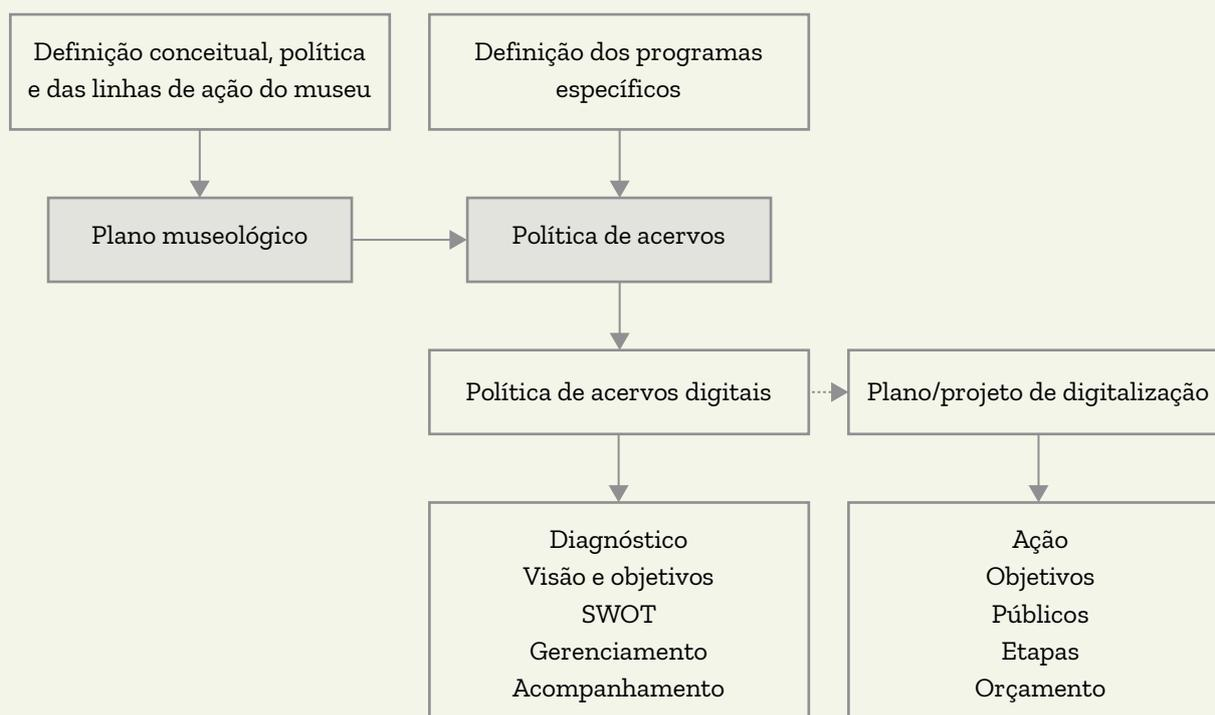 Definição conceitual, política
e das linhas de ação do museu
Definição dos programas
específicos
Plano museológico
Política de acervos
Política de acervos digitais
Plano/projeto de digitalização
Diagnóstico
Visão e objetivos
SWOT
Gerenciamento
Acompanhamento
Ação
Objetivos
Públicos
Etapas
Orçamento